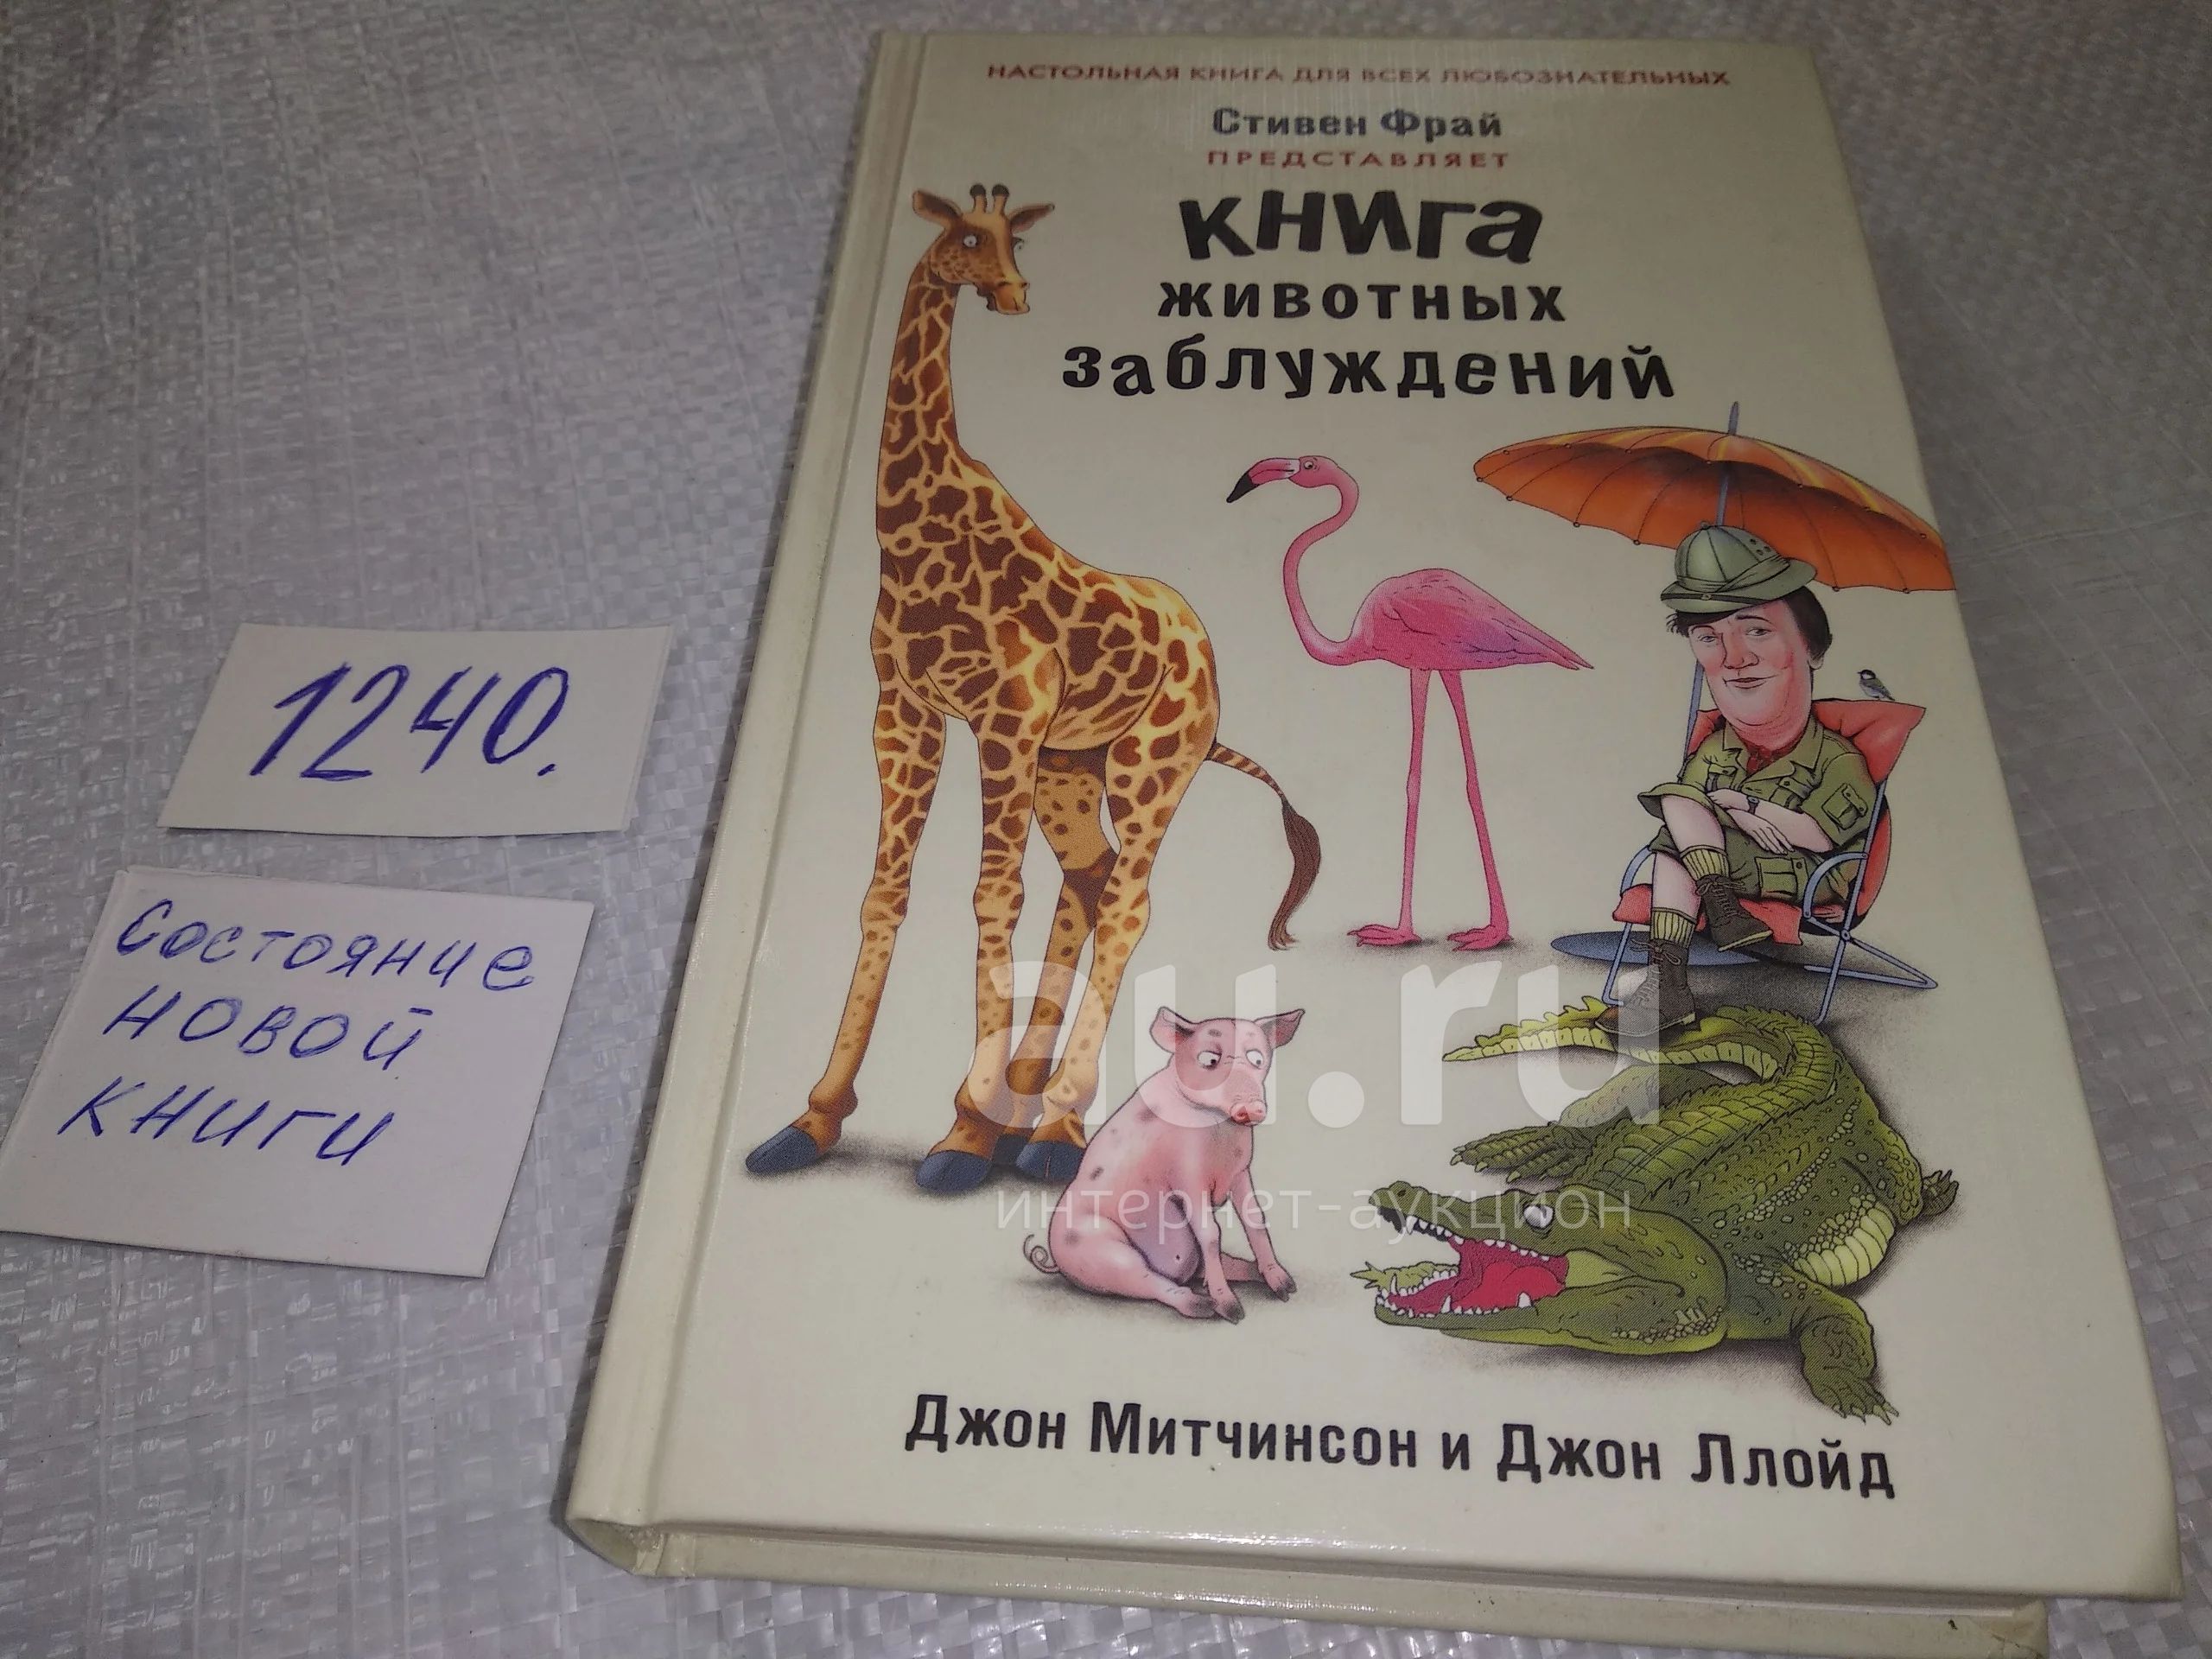 НАСТОЛЬНАЯ КНИГА ДЛЯ ВСЕХ ЛЮБОЗНАТЕЛЬНЫХ
Стивен Фрай
ПРЕДСТАВЛЯЕТ
книга
животных
заблуждений
1240.
Состояние
новой
книги
au.ru
интернет-аукцион
Джон Митчинсон и Джон Ллойд